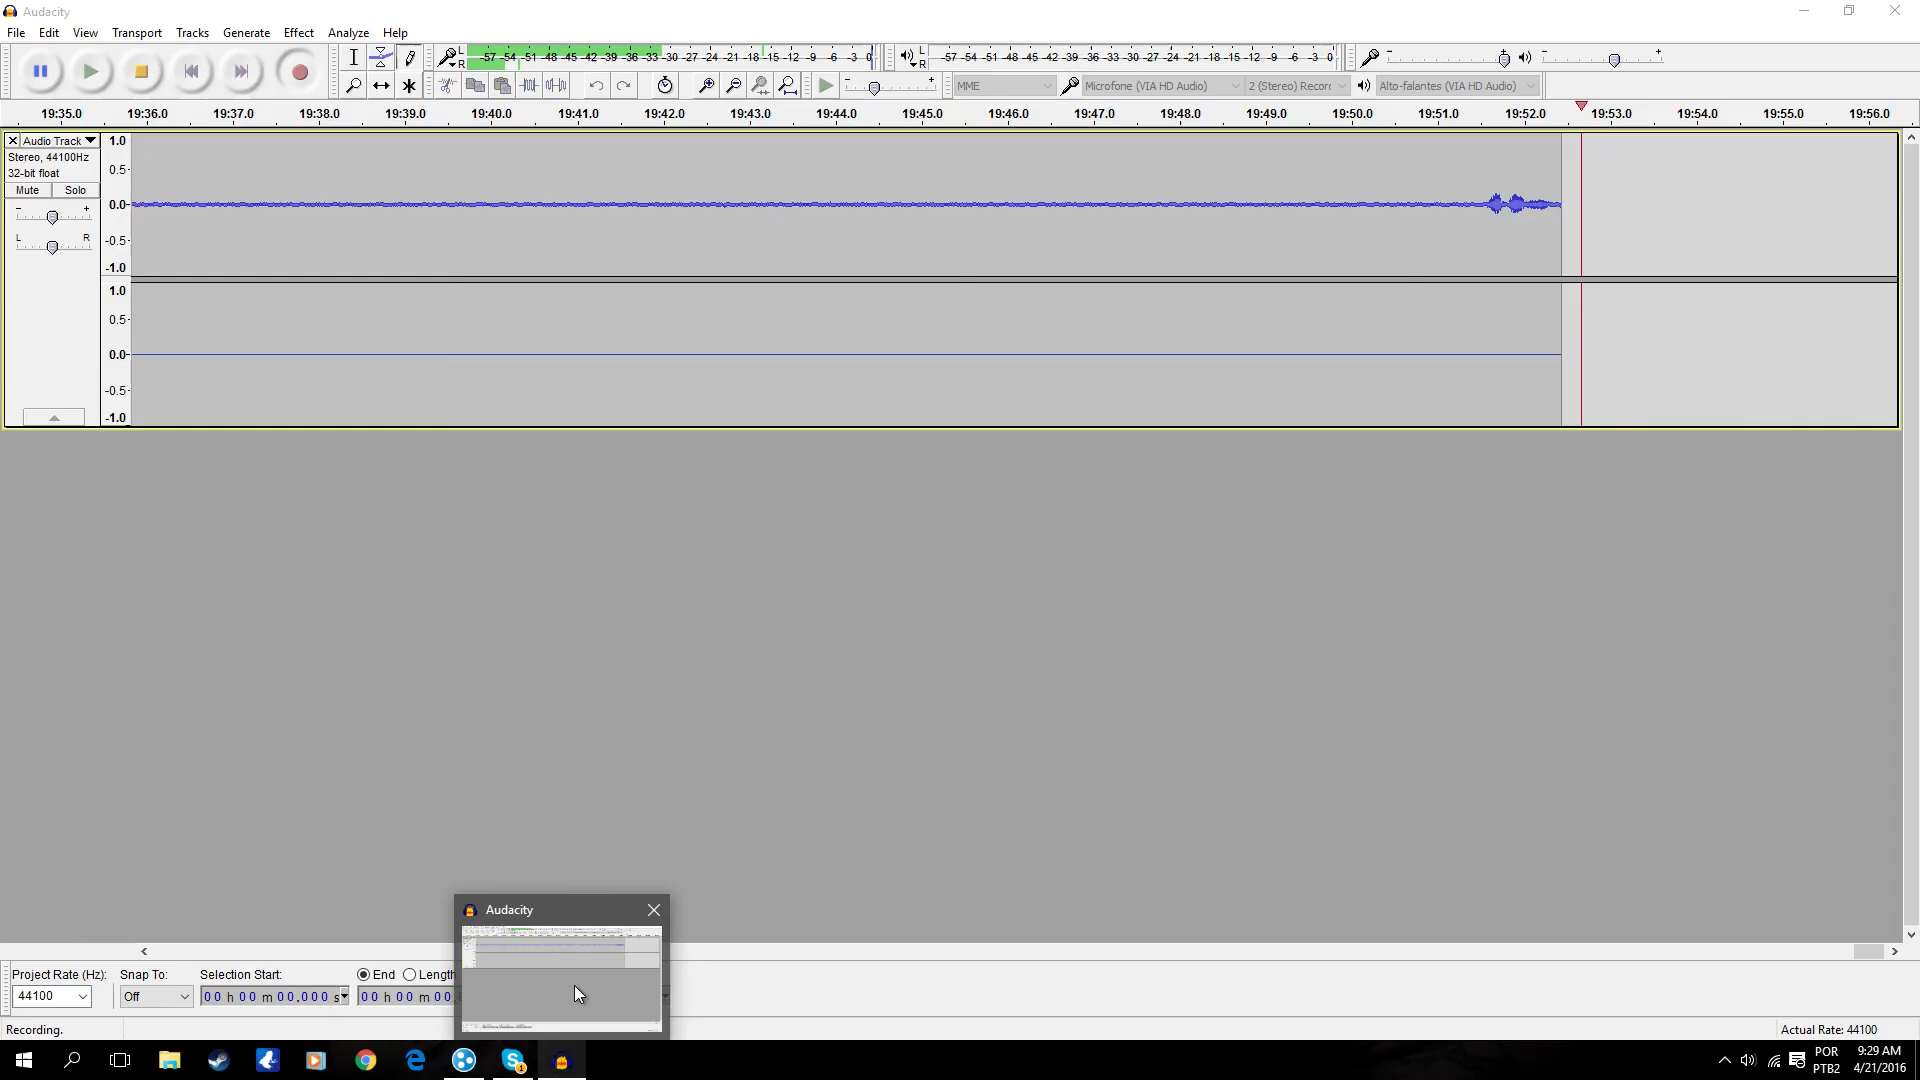 Audacity
File Edit View Transport Tracks Generate Effect Analyze Help
L
R
-57 -54 -51 -48 -45 -42 -39 -36 -33 -30 -27 -24 -21 -18 -15 -12 -9 -6 -3 0
L
R
-57 -54 -51 -48 -45 -42 -39 -36 -33 -30 -27 -24 -21 -18 -15 -12 -9 -6 -3 0
MME
Microfone (VIA HD Audio)
2 (Stereo) Recor
Alto-falantes (VIA HD Audio)
19:35.0 19:36.0 19:37.0 19:38.0 19:39.0 19:40.0 19:41.0 19:42.0 19:43.0 19:44.0 19:45.0 19:46.0 19:47.0 19:48.0 19:49.0 19:50.0 19:51.0 19:52.0 19:53.0 19:54.0 19:55.0 19:56.0
Audio Track
Stereo, 44100Hz
32-bit float
Mute Solo
- +
L R
1.0
0.5
0.0
-0.5
-1.0
1.0
0.5
0.0
-0.5
-1.0
Audacity
Project Rate (Hz): Snap To: Selection Start: End Length
44100 Off 00 h 00 m 00.000 s 00 h 00 m 00.
Recording.
Actual Rate: 44100
1
POR
PTB2
9:29 AM
4/21/2016